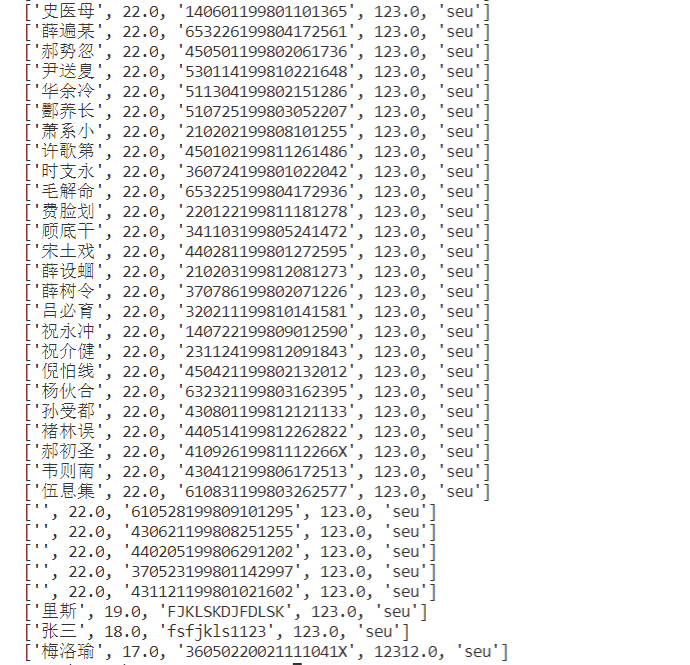 ['史医母', 22.0, '140601199801101365', 123.0, 'seu']
['薛遍某', 22.0, '653226199804172561', 123.0, 'seu']
['郝势忽', 22.0, '450501199802061736', 123.0, 'seu']
['尹送夏', 22.0, '530114199810221648', 123.0, 'seu']
['华余冷', 22.0, '511304199802151286', 123.0, 'seu']
['酆养长', 22.0, '510725199803052207', 123.0, 'seu']
['萧系小', 22.0, '210202199808101255', 123.0, 'seu']
['许歌第', 22.0, '450102199811261486', 123.0, 'seu']
['时支永', 22.0, '360724199801022042', 123.0, 'seu']
['毛解命', 22.0, '653225199804172936', 123.0, 'seu']
['费脸划', 22.0, '220122199811181278', 123.0, 'seu']
['顾底干', 22.0, '341103199805241472', 123.0, 'seu']
['宋土戏', 22.0, '440281199801272595', 123.0, 'seu']
['薛设蝈', 22.0, '210203199812081273', 123.0, 'seu']
['薛树令', 22.0, '370786199802071226', 123.0, 'seu']
['吕必育', 22.0, '320211199810141581', 123.0, 'seu']
['祝永冲', 22.0, '140722199809012590', 123.0, 'seu']
['祝介健', 22.0, '231124199812091843', 123.0, 'seu']
['倪怕线', 22.0, '450421199802132012', 123.0, 'seu']
['杨伙合', 22.0, '632321199803162395', 123.0, 'seu']
['孙受都', 22.0, '430801199812121133', 123.0, 'seu']
['褚林误', 22.0, '440514199812262822', 123.0, 'seu']
['郝初圣', 22.0, '41092619981112266X', 123.0, 'seu']
['韦则南', 22.0, '430412199806172513', 123.0, 'seu']
['伍息集', 22.0, '610831199803262577', 123.0, 'seu']
['', 22.0, '610528199809101295', 123.0, 'seu']
['', 22.0, '430621199808251255', 123.0, 'seu']
['', 22.0, '440205199806291202', 123.0, 'seu']
['', 22.0, '370523199801142997', 123.0, 'seu']
['', 22.0, '431121199801021602', 123.0, 'seu']
['里斯', 19.0, 'FJKLSKDJFDLSK', 123.0, 'seu']
['张三', 18.0, 'fsfjkls1123', 123.0, 'seu']
['梅洛瑜', 17.0, '36050220021111041X', 12312.0, 'seu']